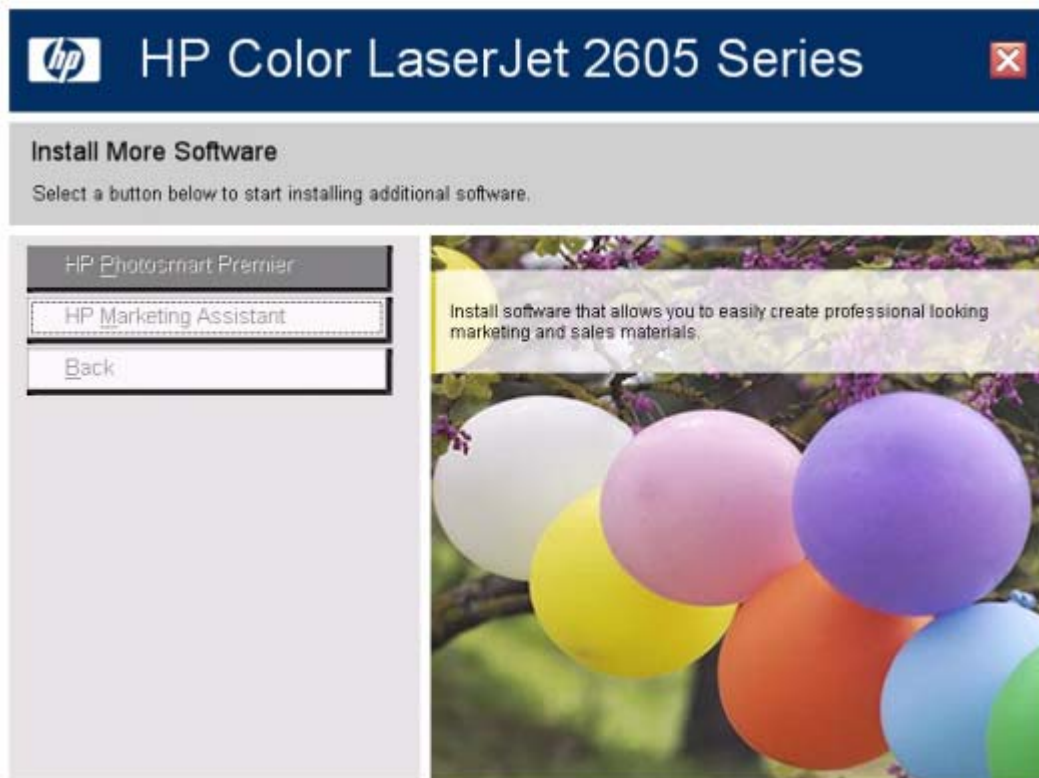 hp HP Color LaserJet 2605 Series
Install More Software
Select a button below to start installing additional software.
HP Photosmart Premier
HP Marketing Assistant
Back
Install software that allows you to easily create professional looking
marketing and sales materials.